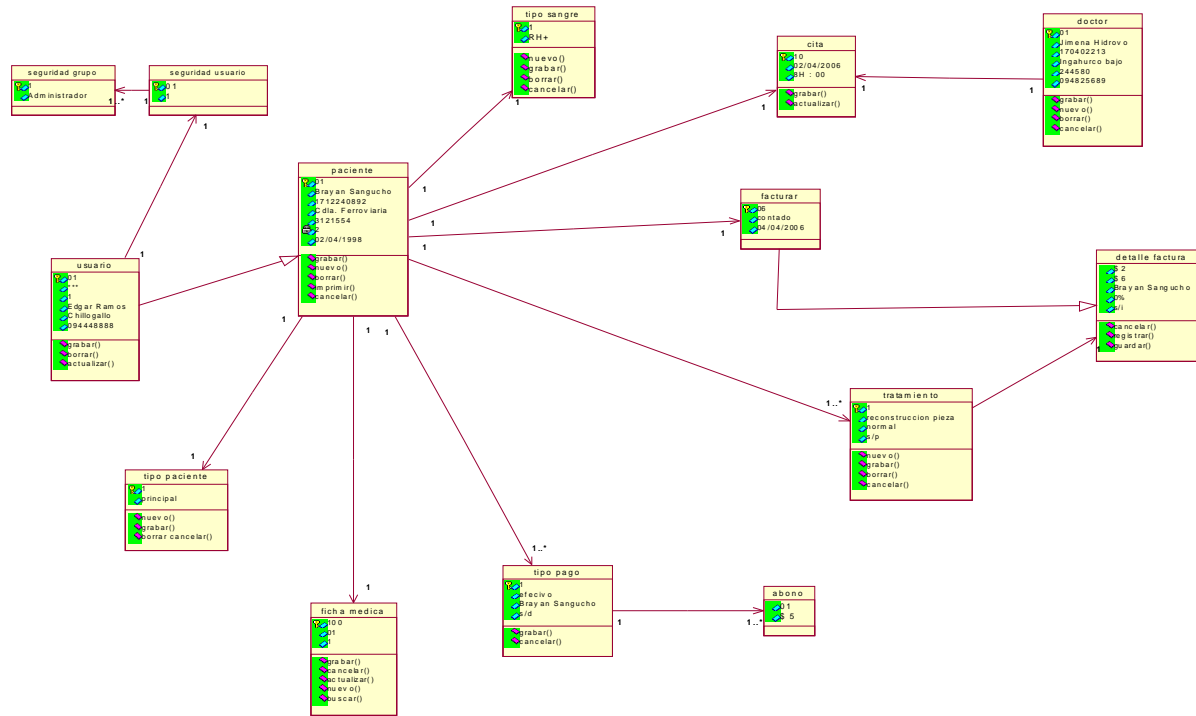 tipo sangre
1
RH+
nuevo()
grabar()
borrar()
cancelar()
1
cita
10
02/04/2006
8H : 00
grabar()
actualizar()
1
1
doctor
01
Jimena Hidrovo
170402213
Ingahurco bajo
244580
094825689
grabar()
nuevo()
borrar()
cancelar()
1
seguridad grupo
1
Administrador
1..*
seguridad usuario
01
1
1
1
paciente
01
Brayan Sangucho
1712240892
Cdla. Ferroviaria
3121554
2
02/04/1998
grabar()
nuevo()
borrar()
imprimir()
cancelar()
1
1
1
1
1
1
facturar
06
contado
04/04/2006
1
usuario
01
***
1
Edgar Ramos
Chillogallo
094448888
grabar()
borrar()
actualizar()
1
detalle factura
$ 2
$ 6
Brayan Sangucho
0%
s/i
cancelar()
registrar()
guardar()
1
tratamiento
1
reconstruccion pieza
normal
s/p
nuevo()
grabar()
borrar()
cancelar()
1..*
tipo paciente
1
principal
nuevo()
grabar()
borrar cancelar()
1
ficha medica
100
01
1
grabar()
cancelar()
actualizar()
nuevo()
buscar()
1
tipo pago
1
efecivo
Brayan Sangucho
s/d
grabar()
cancelar()
1..*
1
abono
01
$ 5
1..*